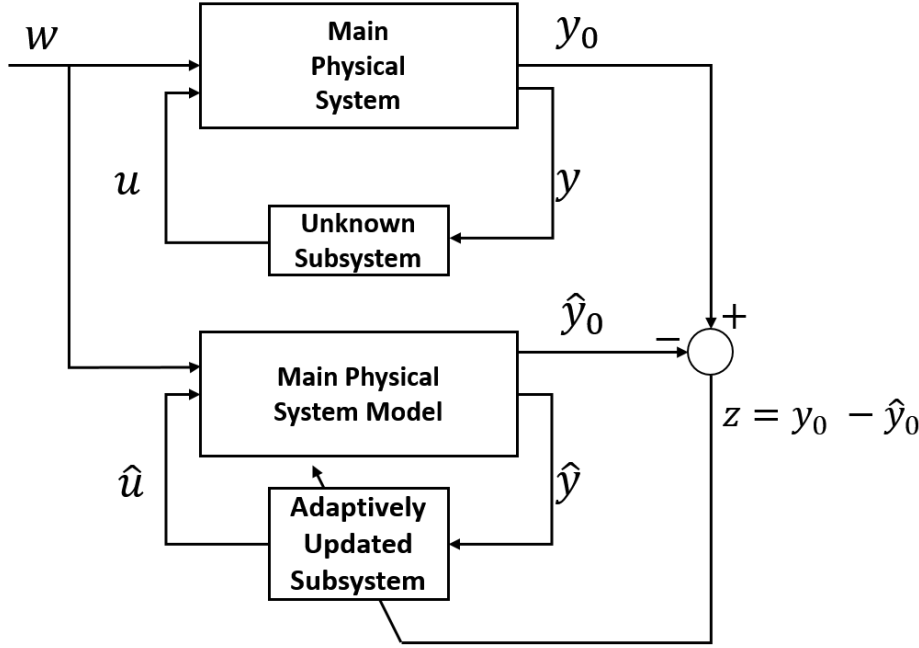 w
Main
Physical
System
y₀
u
y
Unknown
Subsystem
ŷ₀
+
−
Main Physical
System Model
z = y₀ − ŷ₀
û
ŷ
Adaptively
Updated
Subsystem